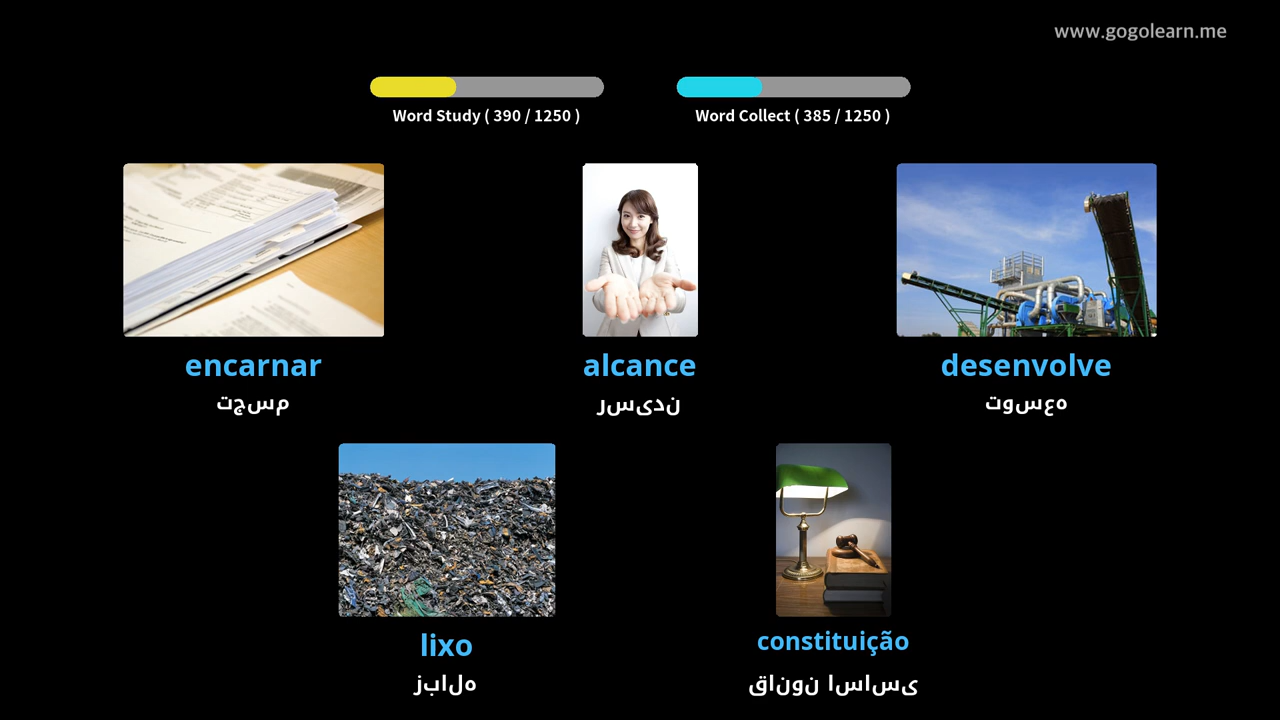 www.gogolearn.me
Word Study ( 390 / 1250 )
Word Collect ( 385 / 1250 )
encarnar
تجسم
alcance
رسیدن
desenvolve
توسعه
lixo
زباله
constituição
قانون اساسی